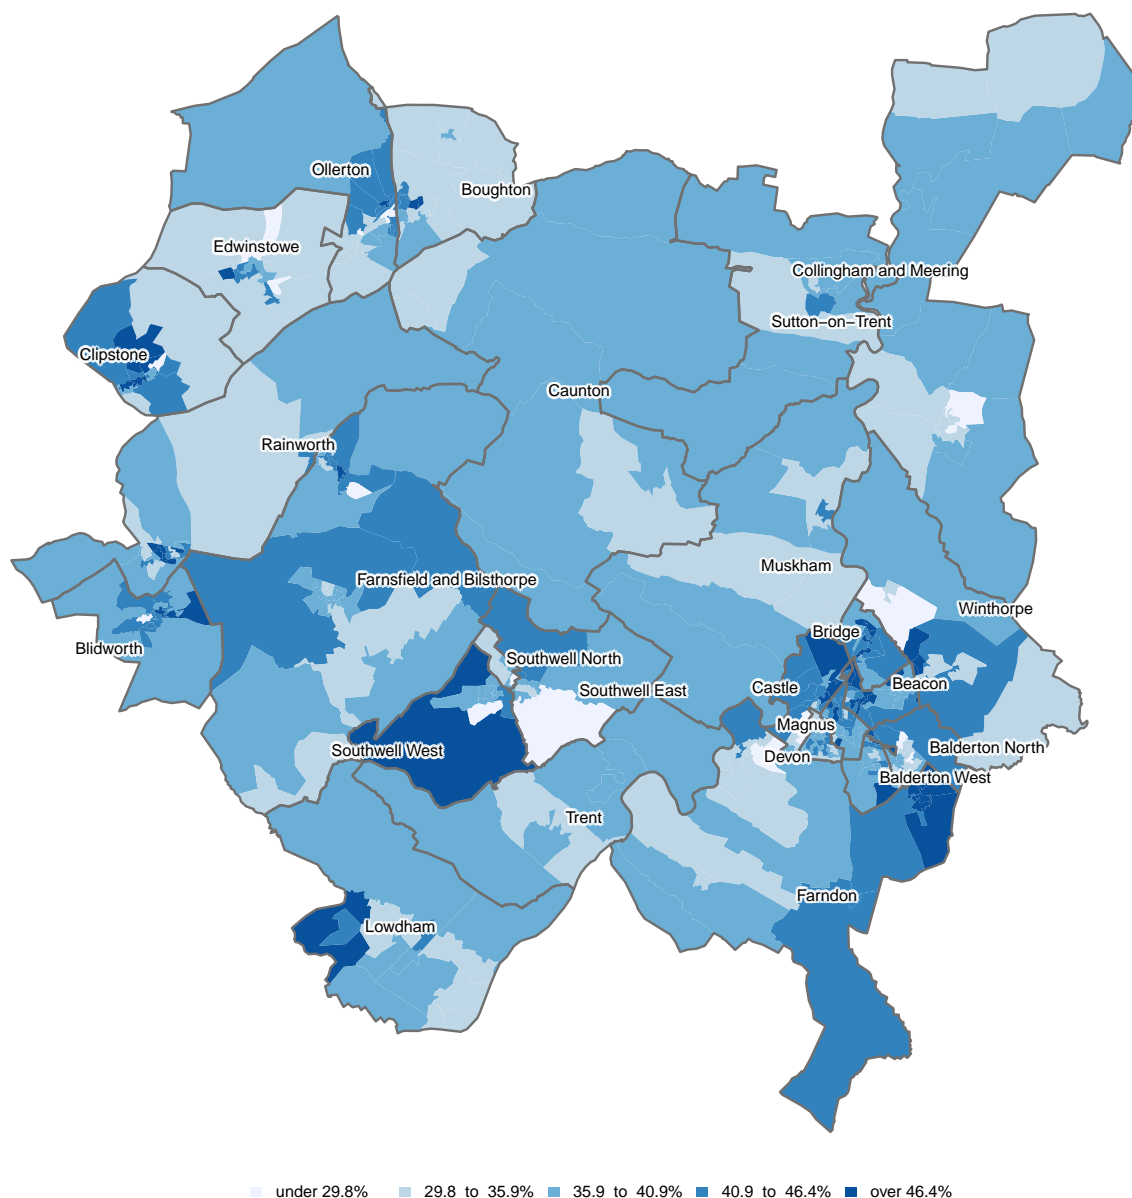 Ollerton
Boughton
Edwinstowe
Collingham and Meering
Sutton−on−Trent
Clipstone
Caunton
Rainworth
Muskham
Farnsfield and Bilsthorpe
Winthorpe
Bridge
Blidworth
Southwell North
Beacon
Castle
Southwell East
Magnus
Balderton North
Southwell West
Devon
Balderton West
Trent
Farndon
Lowdham
under 29.8%
29.8 to 35.9%
35.9 to 40.9%
40.9 to 46.4%
over 46.4%